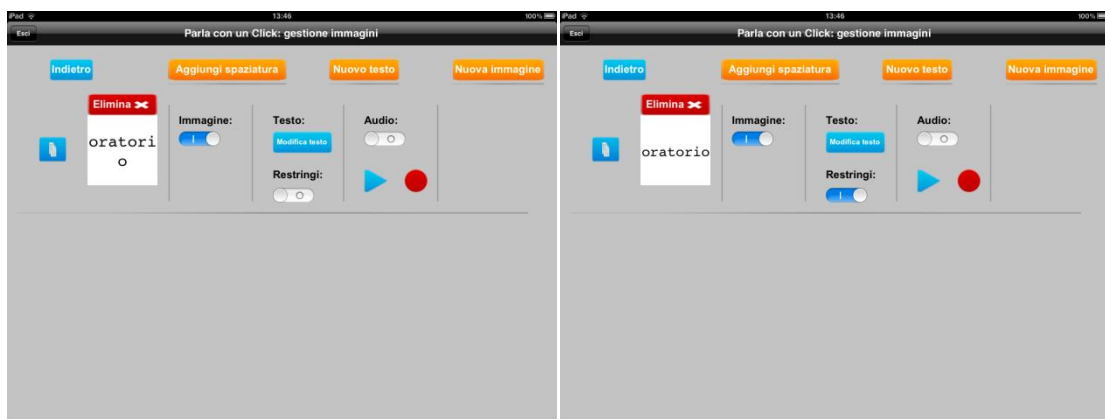 iPad 13:46 100%
Esci Parla con un Click: gestione immagini
Indietro Aggiungi spaziatura Nuovo testo Nuova immagine
Elimina
Immagine: Testo: Audio:
oratori
o
Modifica testo
Restringi:
iPad 13:46 100%
Esci Parla con un Click: gestione immagini
Indietro Aggiungi spaziatura Nuovo testo Nuova immagine
Elimina
Immagine: Testo: Audio:
oratorio
Modifica testo
Restringi: